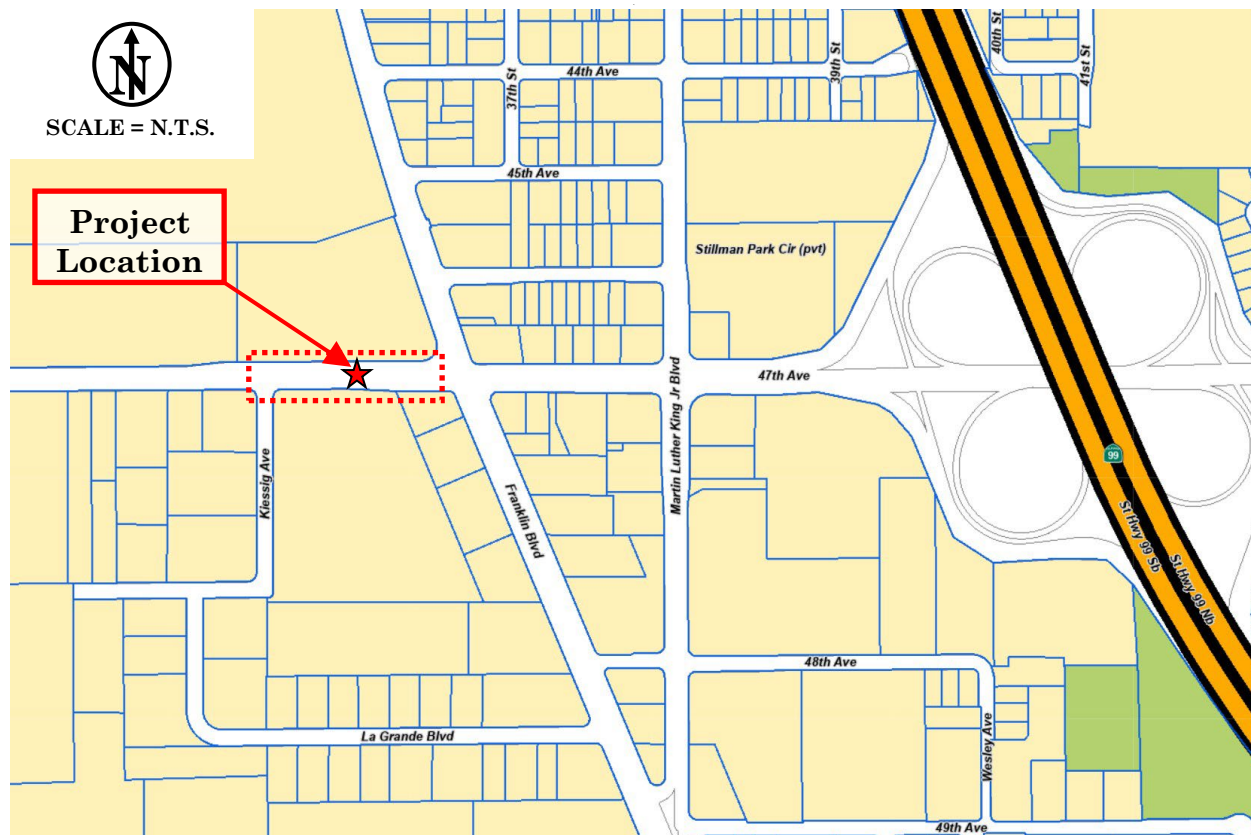 N
SCALE = N.T.S.
44th Ave
37th St
39th St
40th St
41st St
45th Ave
Project
Location
Stillman Park Cir (pvt)
47th Ave
Martin Luther King Jr Blvd
Kiessig Ave
Franklin Blvd
99
St Hwy 99 Sb
St Hwy 99 Nb
48th Ave
La Grande Blvd
Wesley Ave
49th Ave